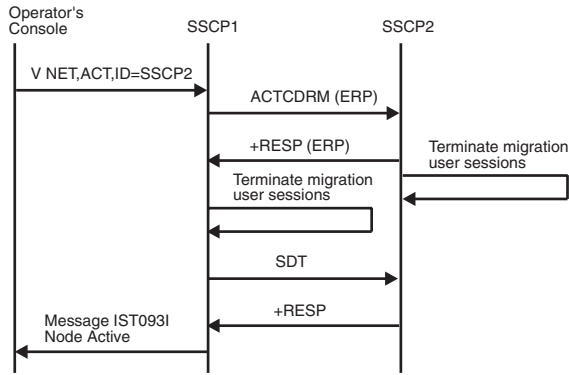 Operator's
Console
SSCP1
SSCP2
V NET,ACT,ID=SSCP2
ACTCDRM (ERP)
+RESP (ERP)
Terminate migration
user sessions
Terminate migration
user sessions
SDT
+RESP
Message IST093I
Node Active